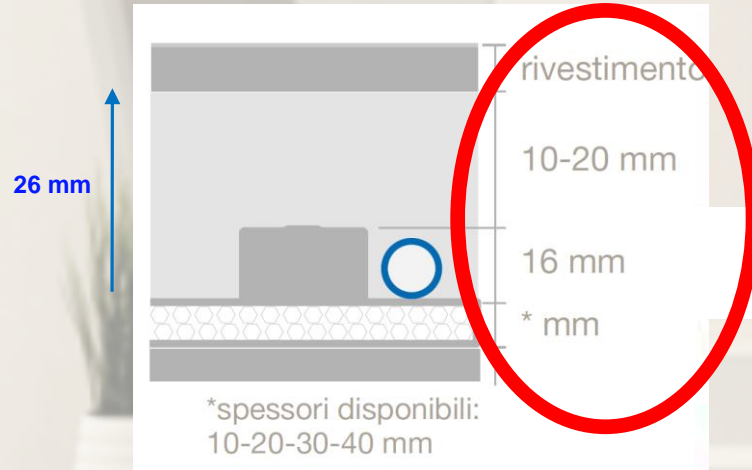 rivestimento
10-20 mm
26 mm
16 mm
* mm
*spessori disponibili:
10-20-30-40 mm